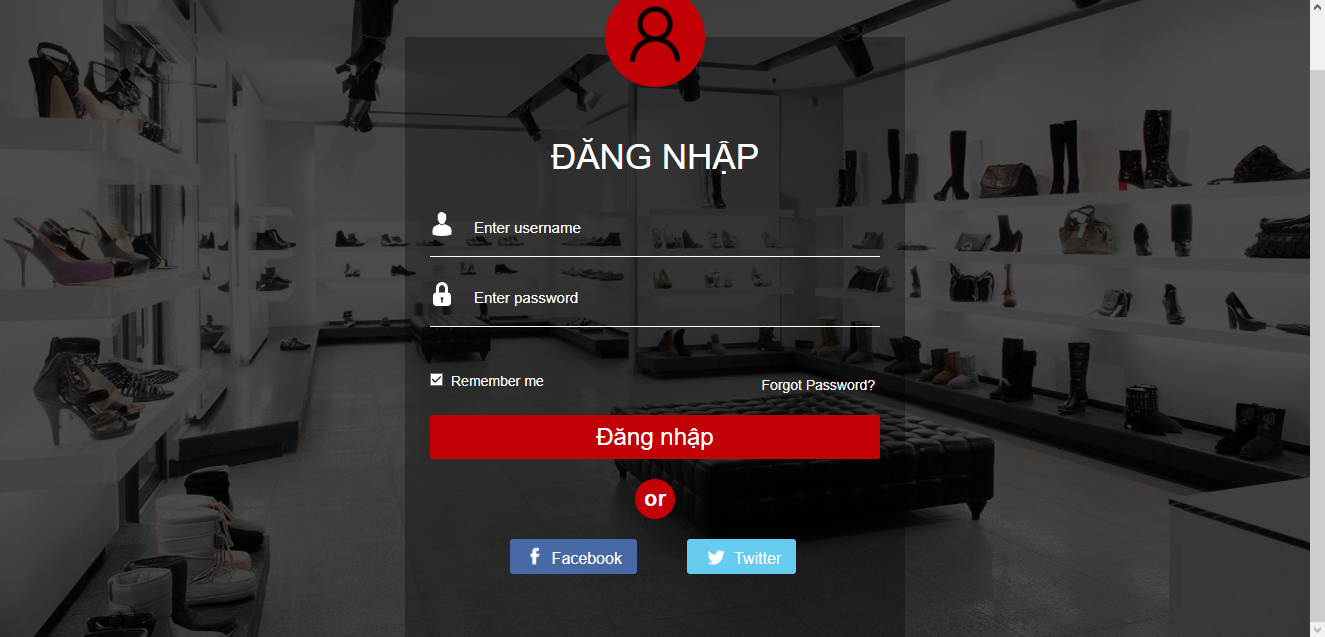 ĐĂNG NHẬP
Enter username
Enter password
Remember me
Forgot Password?
Đăng nhập
or
Facebook
Twitter